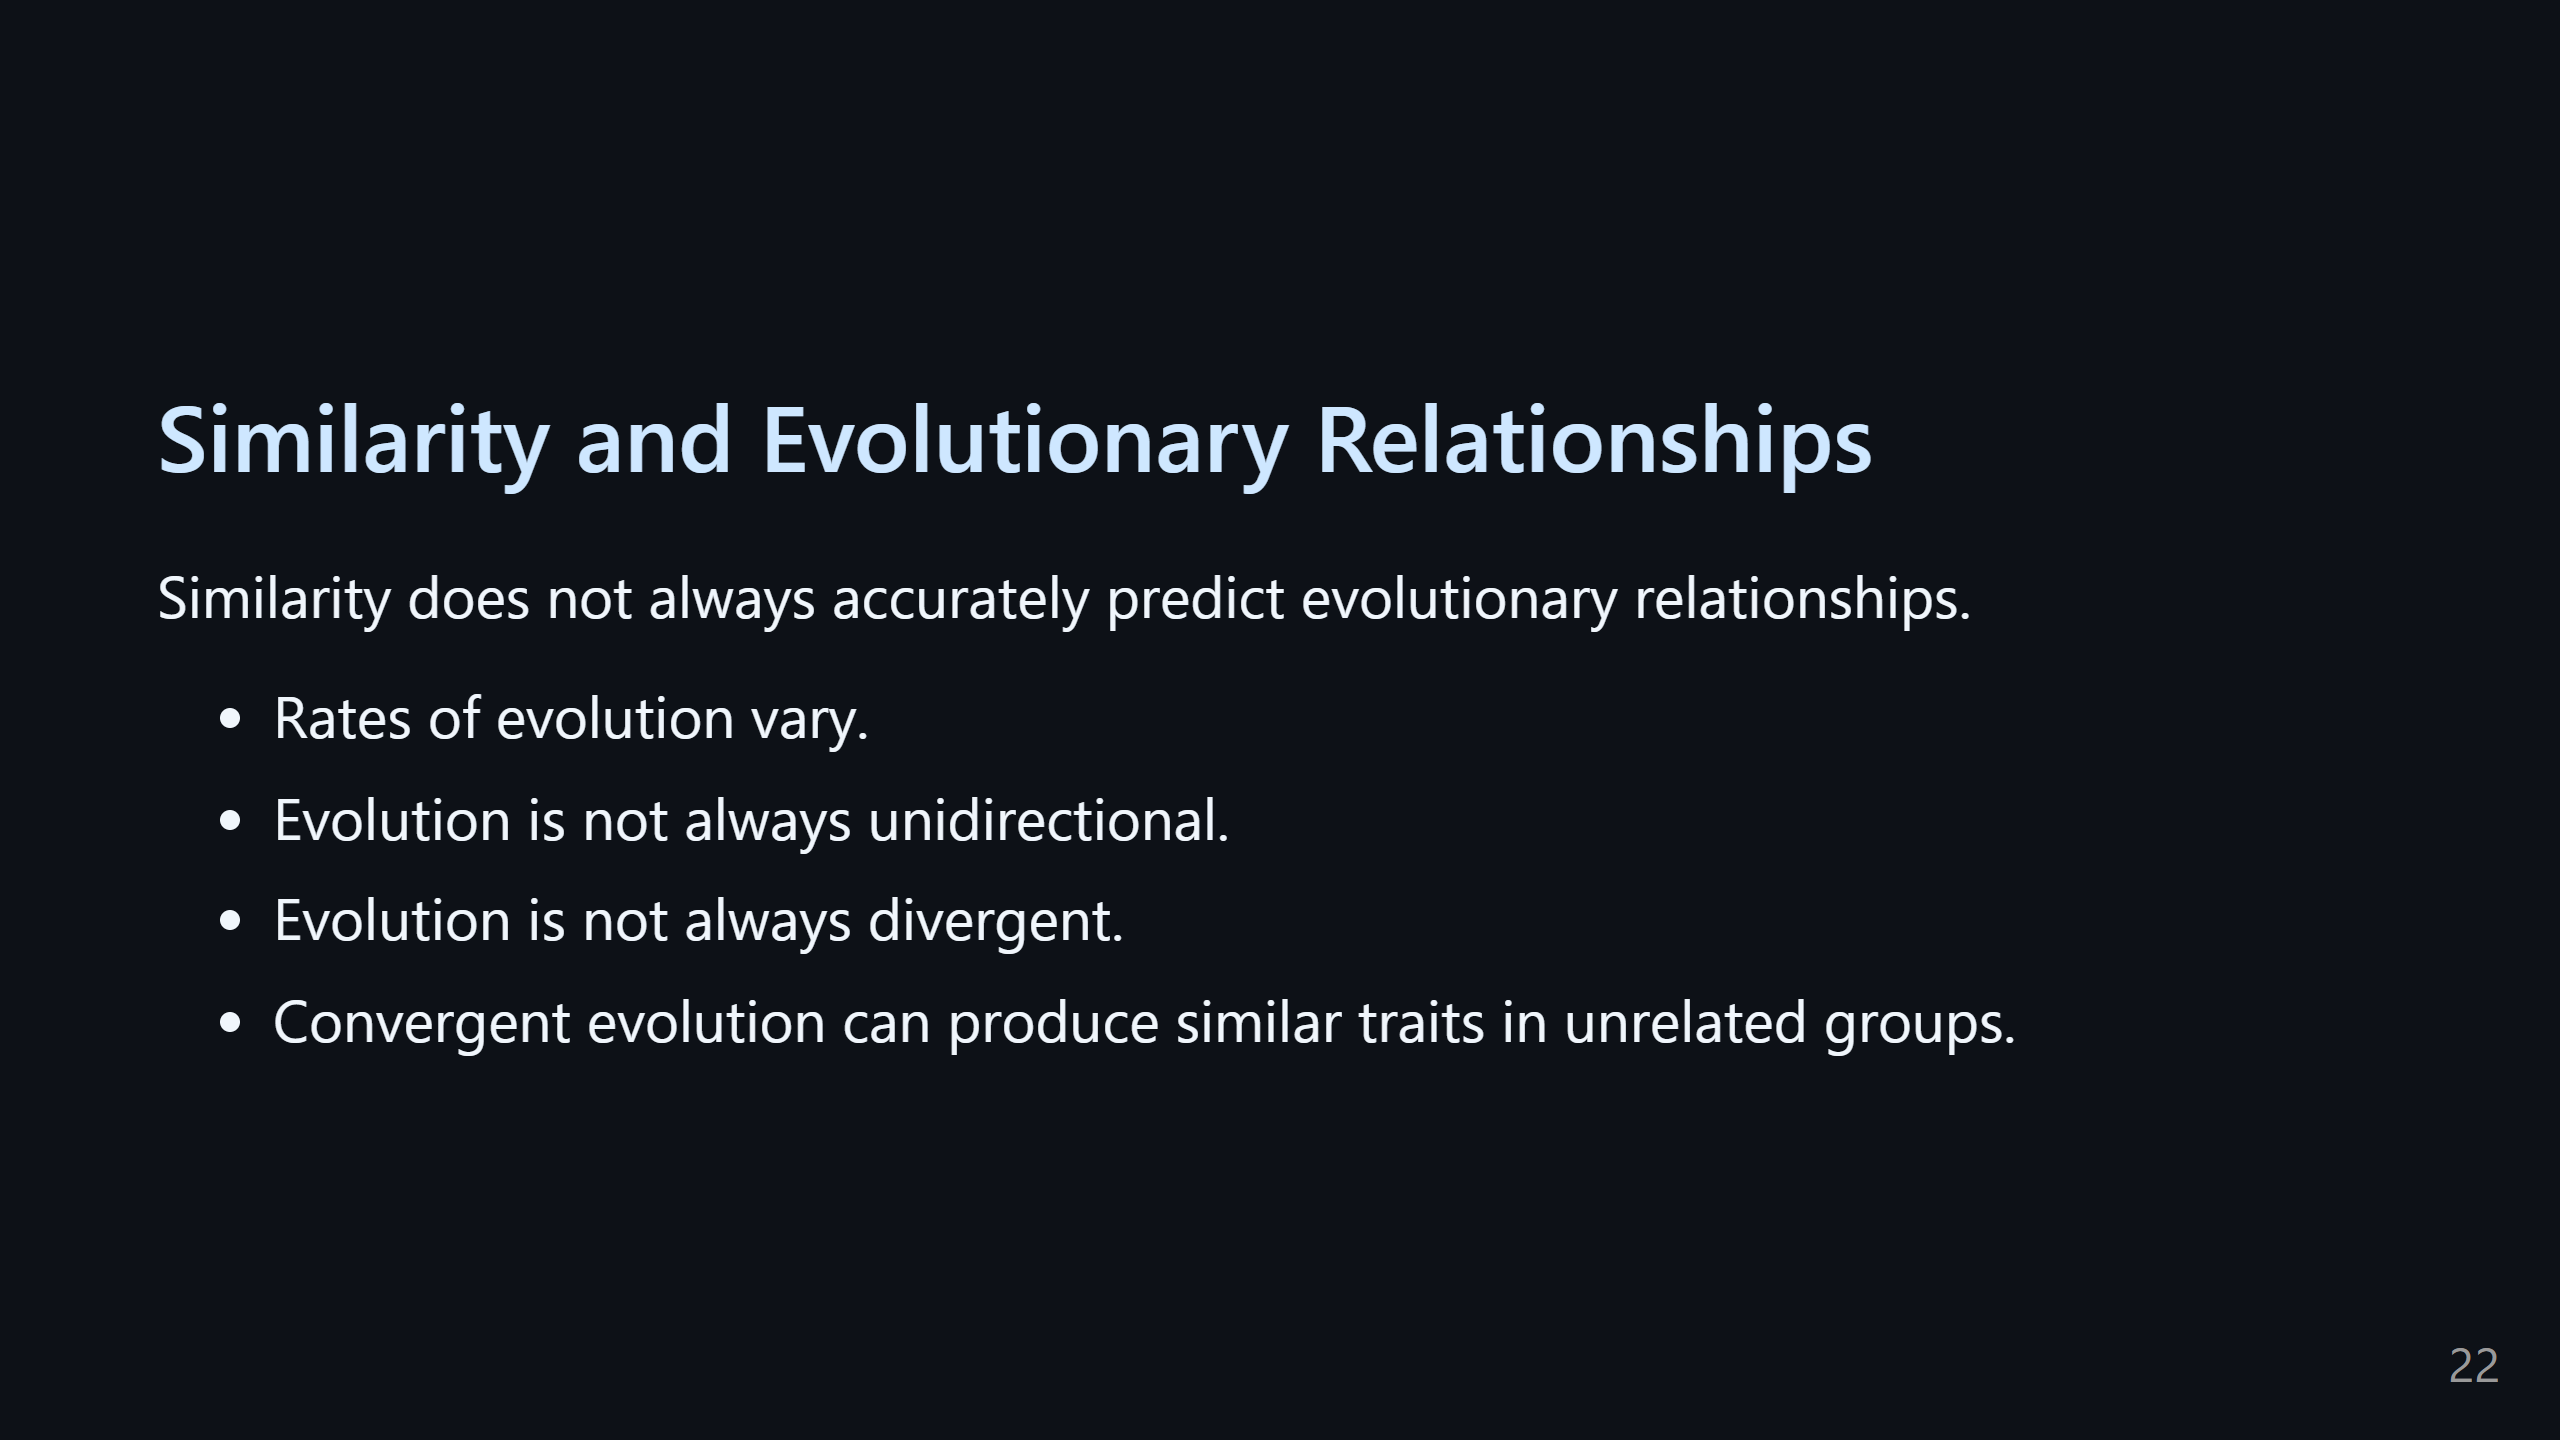 Similarity and Evolutionary Relationships
Similarity does not always accurately predict evolutionary relationships.
• Rates of evolution vary.
• Evolution is not always unidirectional.
• Evolution is not always divergent.
• Convergent evolution can produce similar traits in unrelated groups.
22